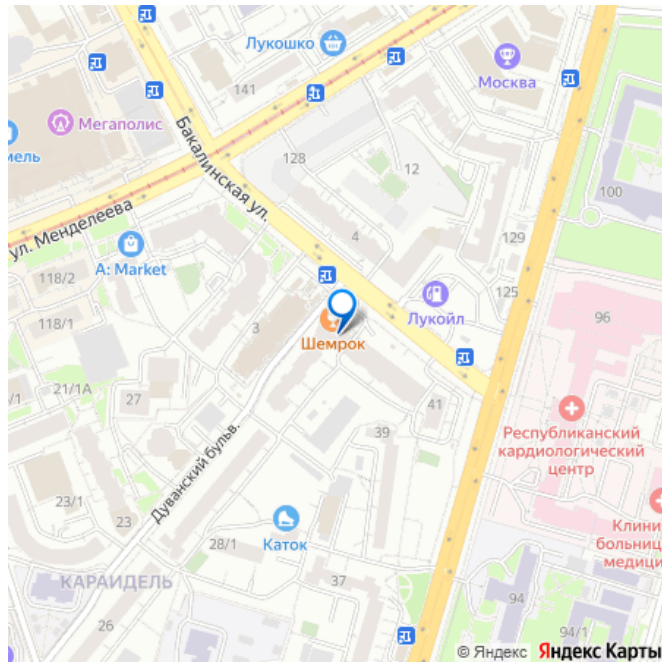 Лукошко
Москва
141
Мегаполис
мель
Бакалинская ул.
128
12
100
ул. Менделеева
4
129
118/2
A: Market
125
Лукойл
96
118/1
3
Шемрок
21/1А
27
/1
41
Республиканский
кардиологический
центр
39
Дуванский бульв.
23/1
23
Клини
больниц
медици
28/1
Каток
КАРАИДЕЛЬ
37
94
26
94/1
© Яндекс Яндекс Карты